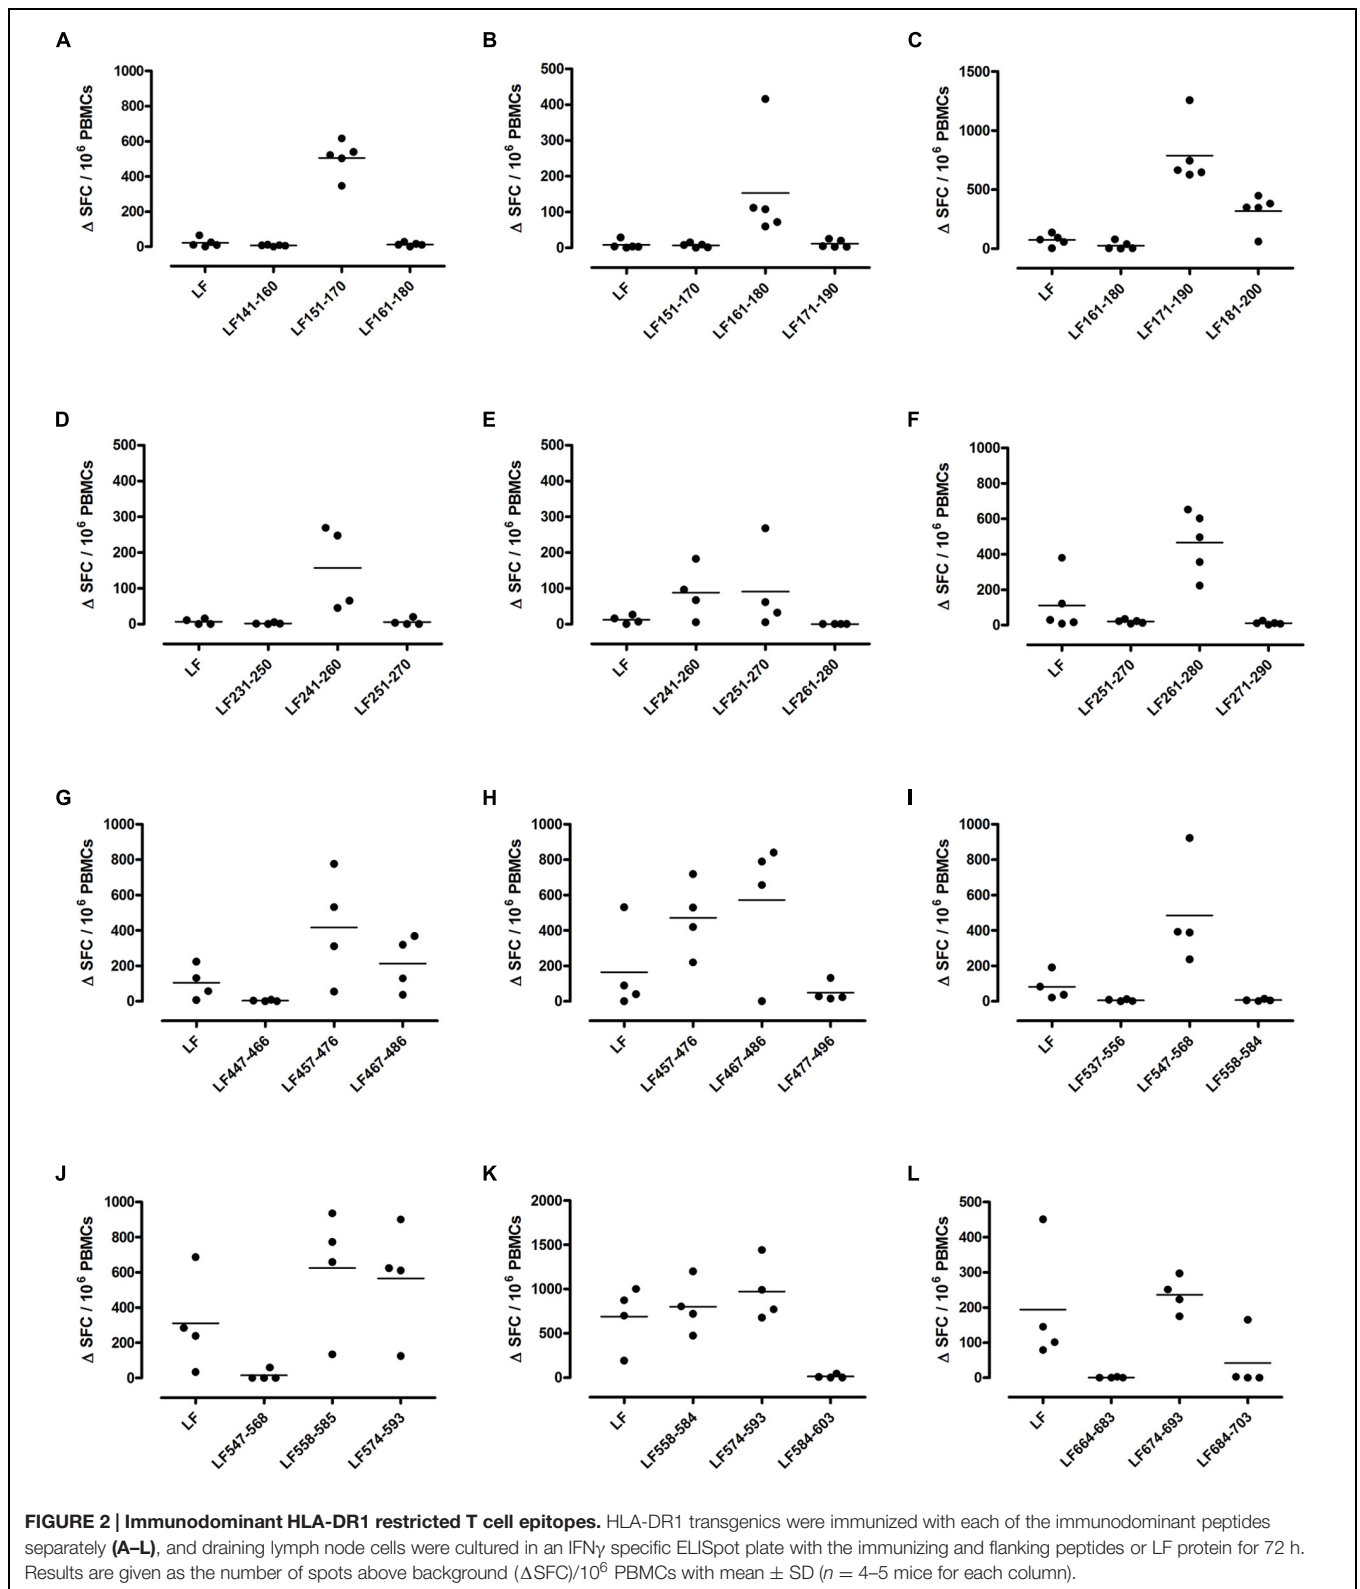 A
Δ SFC / 10⁶ PBMCs
1000
800
600
400
200
0
LF
LF141-160
LF151-170
LF161-180
B
Δ SFC / 10⁶ PBMCs
500
400
300
200
100
0
LF
LF151-170
LF161-180
LF171-190
C
Δ SFC / 10⁶ PBMCs
1500
1000
500
0
LF
LF161-180
LF171-190
LF181-200
D
Δ SFC / 10⁶ PBMCs
500
400
300
200
100
0
LF
LF231-250
LF241-260
LF251-270
E
Δ SFC / 10⁶ PBMCs
500
400
300
200
100
0
LF
LF241-260
LF251-270
LF261-280
F
Δ SFC / 10⁶ PBMCs
1000
800
600
400
200
0
LF
LF251-270
LF261-280
LF271-290
G
Δ SFC / 10⁶ PBMCs
1000
800
600
400
200
0
LF
LF447-466
LF457-476
LF467-486
H
Δ SFC / 10⁶ PBMCs
1000
800
600
400
200
0
LF
LF457-476
LF467-486
LF477-496
I
Δ SFC / 10⁶ PBMCs
1000
800
600
400
200
0
LF
LF537-556
LF547-568
LF558-584
J
Δ SFC / 10⁶ PBMCs
1000
800
600
400
200
0
LF
LF547-568
LF558-585
LF574-593
K
Δ SFC / 10⁶ PBMCs
2000
1500
1000
500
0
LF
LF558-584
LF574-593
LF584-603
L
Δ SFC / 10⁶ PBMCs
500
400
300
200
100
0
LF
LF664-683
LF674-693
LF684-703
FIGURE 2 | Immunodominant HLA-DR1 restricted T cell epitopes. HLA-DR1 transgenics were immunized with each of the immunodominant peptides
separately (A–L), and draining lymph node cells were cultured in an IFNγ specific ELISpot plate with the immunizing and flanking peptides or LF protein for 72 h.
Results are given as the number of spots above background (ΔSFC)/10⁶ PBMCs with mean ± SD (n = 4–5 mice for each column).